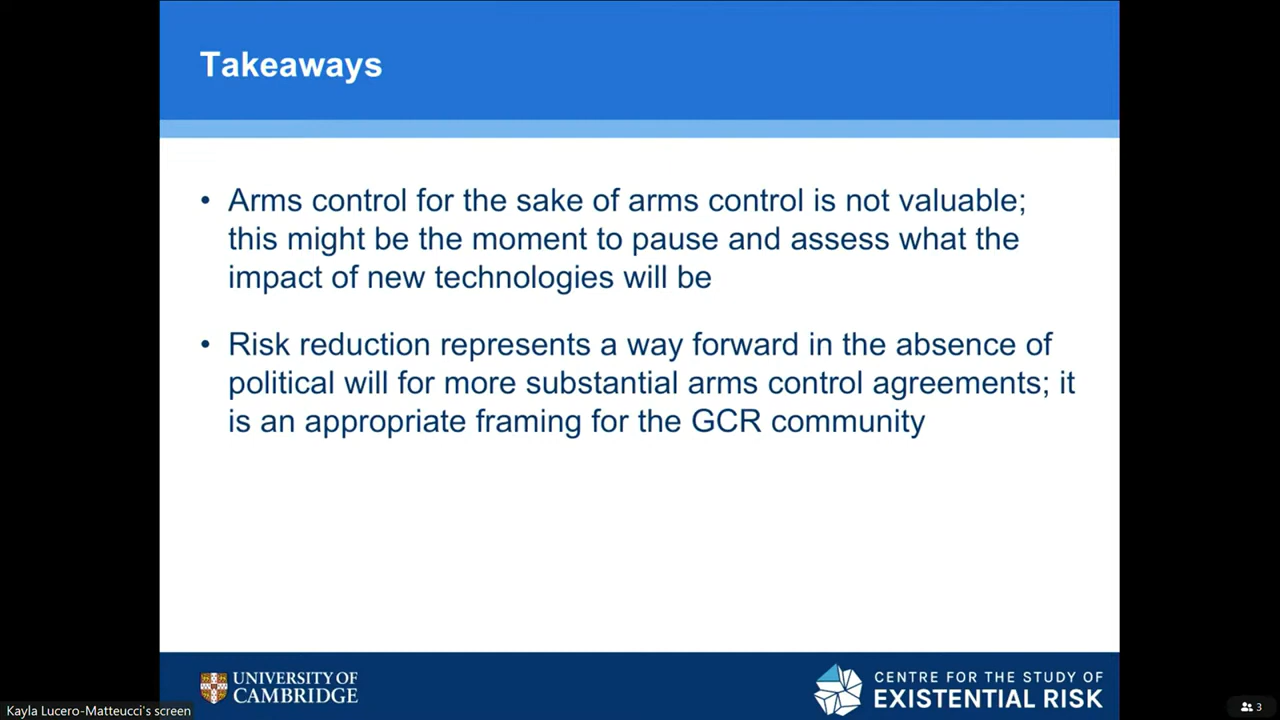 Takeaways
• Arms control for the sake of arms control is not valuable;
this might be the moment to pause and assess what the
impact of new technologies will be
• Risk reduction represents a way forward in the absence of
political will for more substantial arms control agreements; it
is an appropriate framing for the GCR community
UNIVERSITY OF
CAMBRIDGE
CENTRE FOR THE STUDY OF
EXISTENTIAL RISK
Kayla Lucero-Matteucci's screen
3